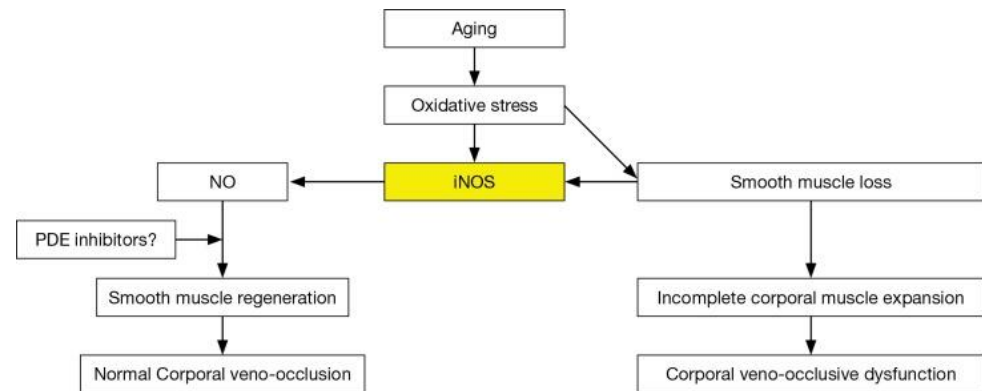 Aging
Oxidative stress
NO
iNOS
Smooth muscle loss
PDE inhibitors?
Smooth muscle regeneration
Incomplete corporal muscle expansion
Normal Corporal veno-occlusion
Corporal veno-occlusive dysfunction